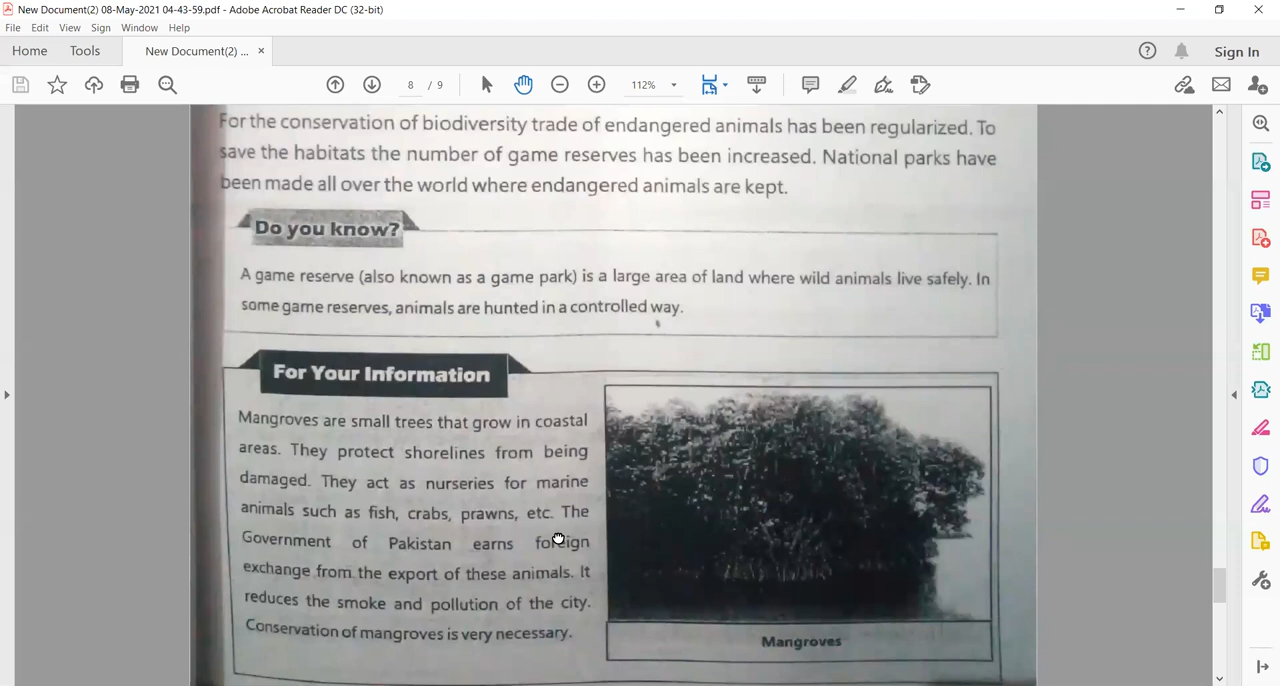 New Document(2) 08-May-2021 04-43-59.pdf - Adobe Acrobat Reader DC (32-bit)
File Edit View Sign Window Help
Home Tools New Document(2) ... × Sign In
8 / 9 112%
For the conservation of biodiversity trade of endangered animals has been regularized. To
save the habitats the number of game reserves has been increased. National parks have
been made all over the world where endangered animals are kept.
Do you know?
A game reserve (also known as a game park) is a large area of land where wild animals live safely. In
some game reserves, animals are hunted in a controlled way.
For Your Information
Mangroves are small trees that grow in coastal
areas. They protect shorelines from being
damaged. They act as nurseries for marine
animals such as fish, crabs, prawns, etc. The
Government of Pakistan earns foreign
exchange from the export of these animals. It
reduces the smoke and pollution of the city.
Conservation of mangroves is very necessary.
Mangroves